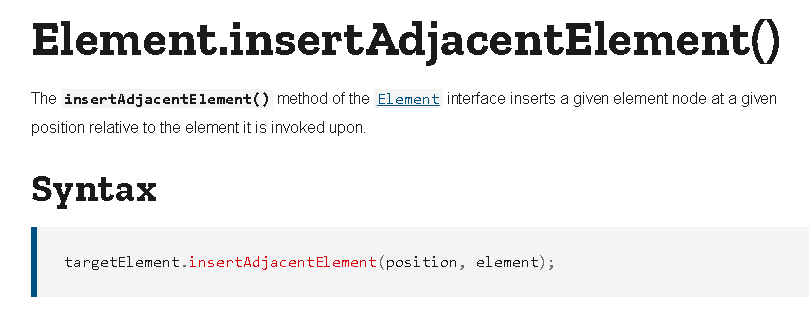 Element.insertAdjacentElement()
The insertAdjacentElement() method of the Element interface inserts a given element node at a given
position relative to the element it is invoked upon.
Syntax
targetElement.insertAdjacentElement(position, element);